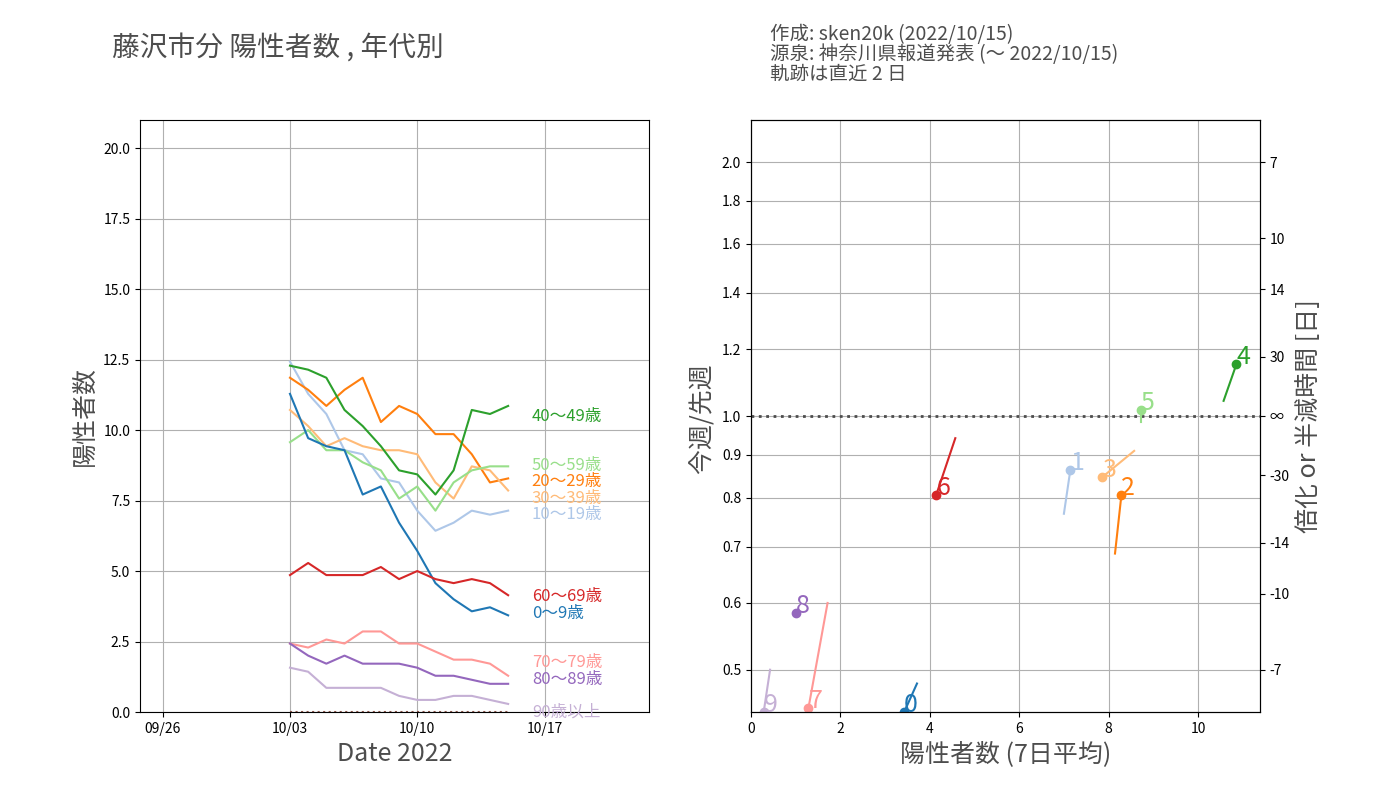 藤沢市分 陽性者数 , 年代別
作成: sken20k (2022/10/15)
源泉: 神奈川県報道発表 (〜 2022/10/15)
軌跡は直近 2 日
陽性者数
20.0
17.5
15.0
12.5
10.0
7.5
5.0
2.5
0.0
40〜49歳
50〜59歳
20〜29歳
30〜39歳
10〜19歳
60〜69歳
0〜9歳
70〜79歳
80〜89歳
90歳以上
09/26
10/03
10/10
10/17
Date 2022
今週/先週
2.0
1.8
1.6
1.4
1.2
1.0
0.9
0.8
0.7
0.6
0.5
4
5
1
3
2
6
8
7
9
0
0
2
4
6
8
10
陽性者数 (7日平均)
7
10
14
30
∞
-30
-14
-10
-7
倍化 or 半減時間 [日]